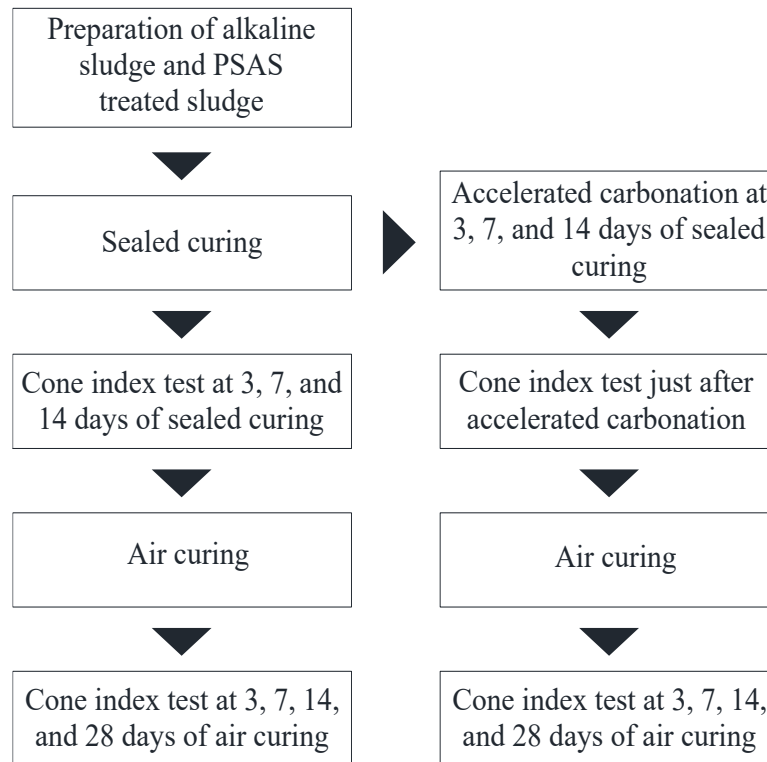 Preparation of alkaline
sludge and PSAS
treated sludge
Sealed curing
Accelerated carbonation at
3, 7, and 14 days of sealed
curing
Cone index test at 3, 7, and
14 days of sealed curing
Cone index test just after
accelerated carbonation
Air curing
Air curing
Cone index test at 3, 7, 14,
and 28 days of air curing
Cone index test at 3, 7, 14,
and 28 days of air curing